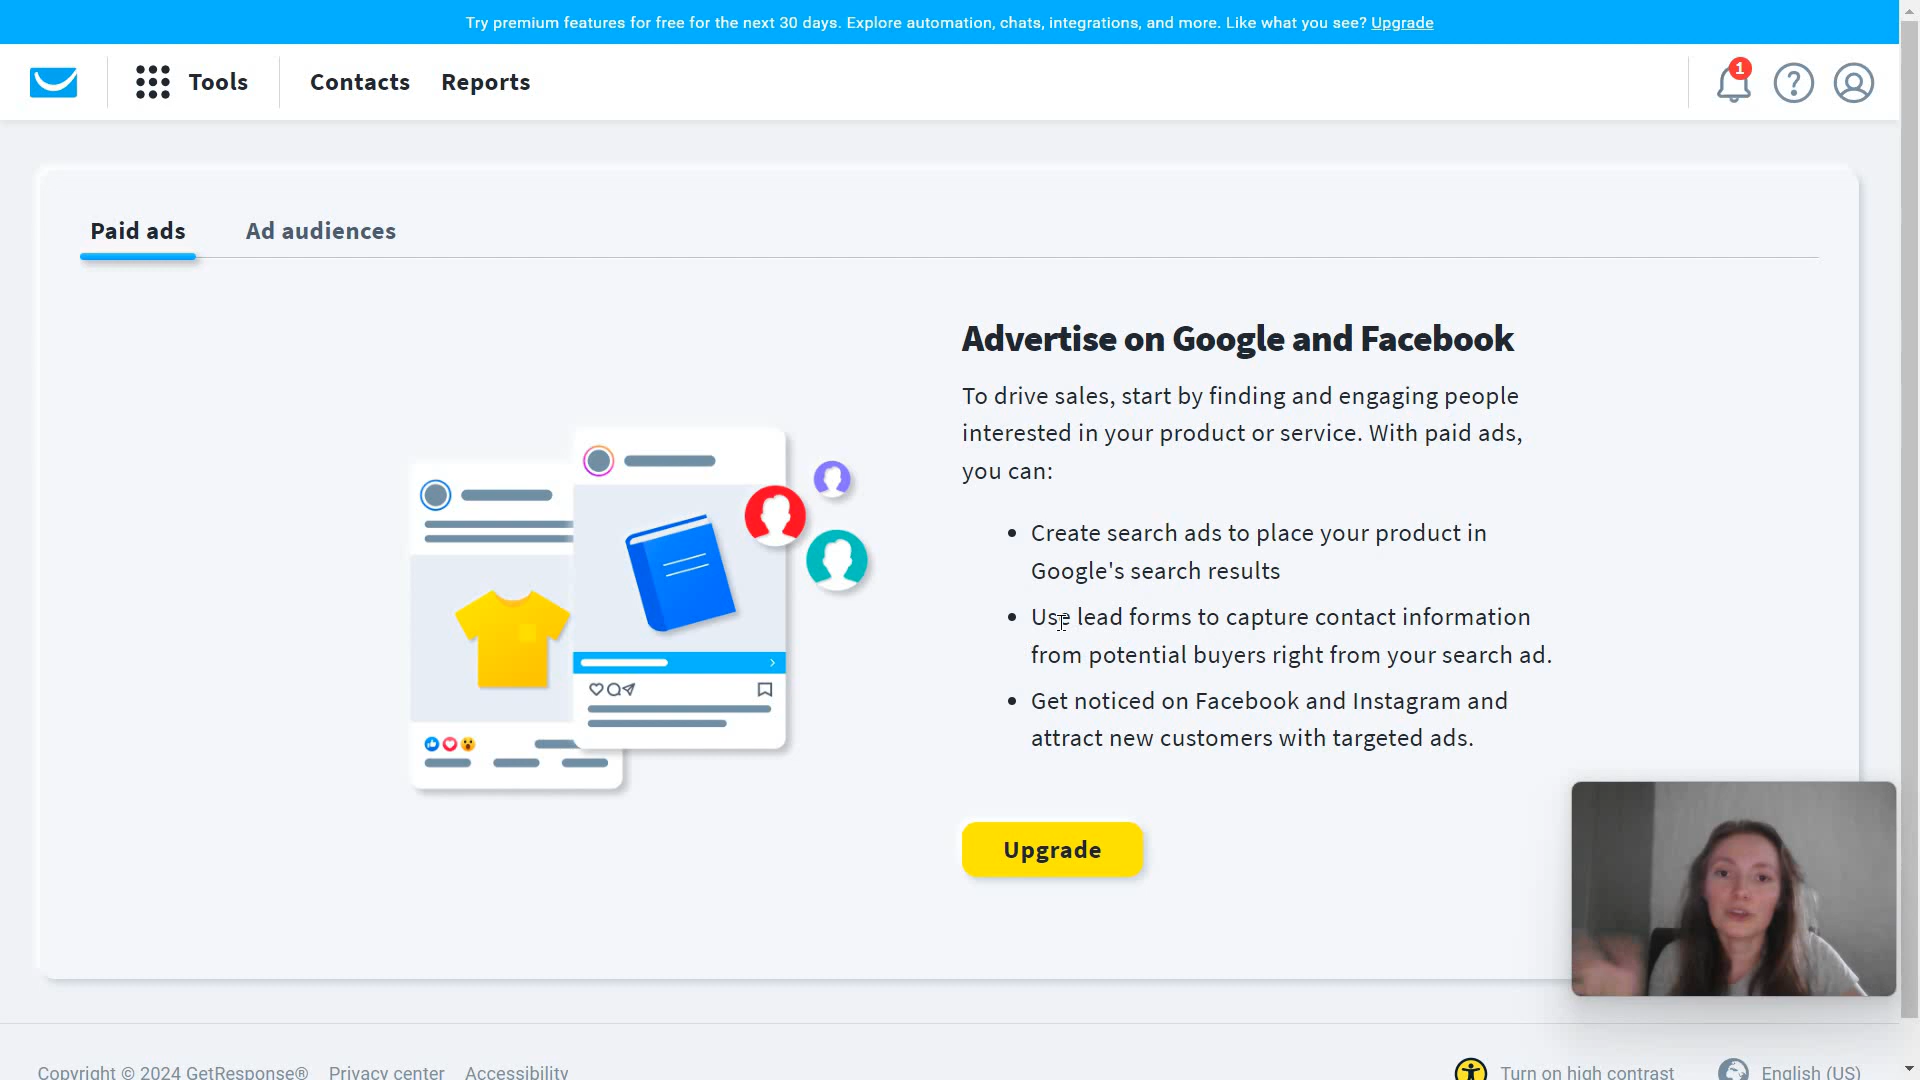 Try premium features for free for the next 30 days. Explore automation, chats, integrations, and more. Like what you see? Upgrade
Tools
Contacts
Reports
1
Paid ads
Ad audiences
Advertise on Google and Facebook
To drive sales, start by finding and engaging people
interested in your product or service. With paid ads,
you can:
• Create search ads to place your product in
Google's search results
• Use lead forms to capture contact information
from potential buyers right from your search ad.
• Get noticed on Facebook and Instagram and
attract new customers with targeted ads.
Upgrade
Copyright © 2024 GetResponse®
Privacy center
Accessibility
Turn on high contrast
English (US)